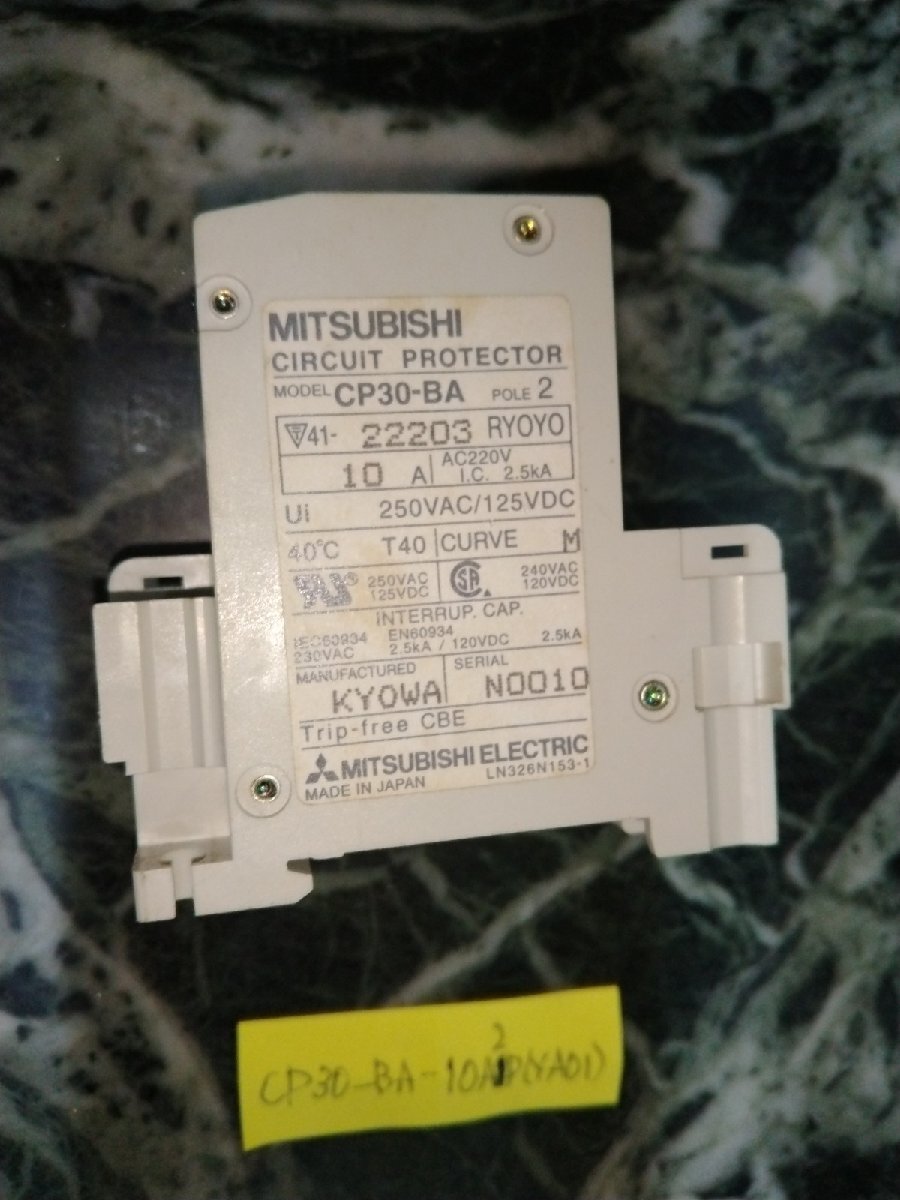 MITSUBISHI
CIRCUIT PROTECTOR
MODEL CP30-BA POLE 2
41- 22203 RYOYO
10 A AC220V
I.C. 2.5kA
Ui 250VAC/125VDC
40℃ T40 CURVE M
250VAC
125VDC
240VAC
120VDC
INTERRUP. CAP.
IEC60934 EN60934
230VAC 2.5kA / 120VDC 2.5kA
MANUFACTURED KYOWA
SERIAL N0010
Trip-free CBE
MITSUBISHI ELECTRIC
MADE IN JAPAN LN326N153-1
2
CP30-BA-10A P(YA01)